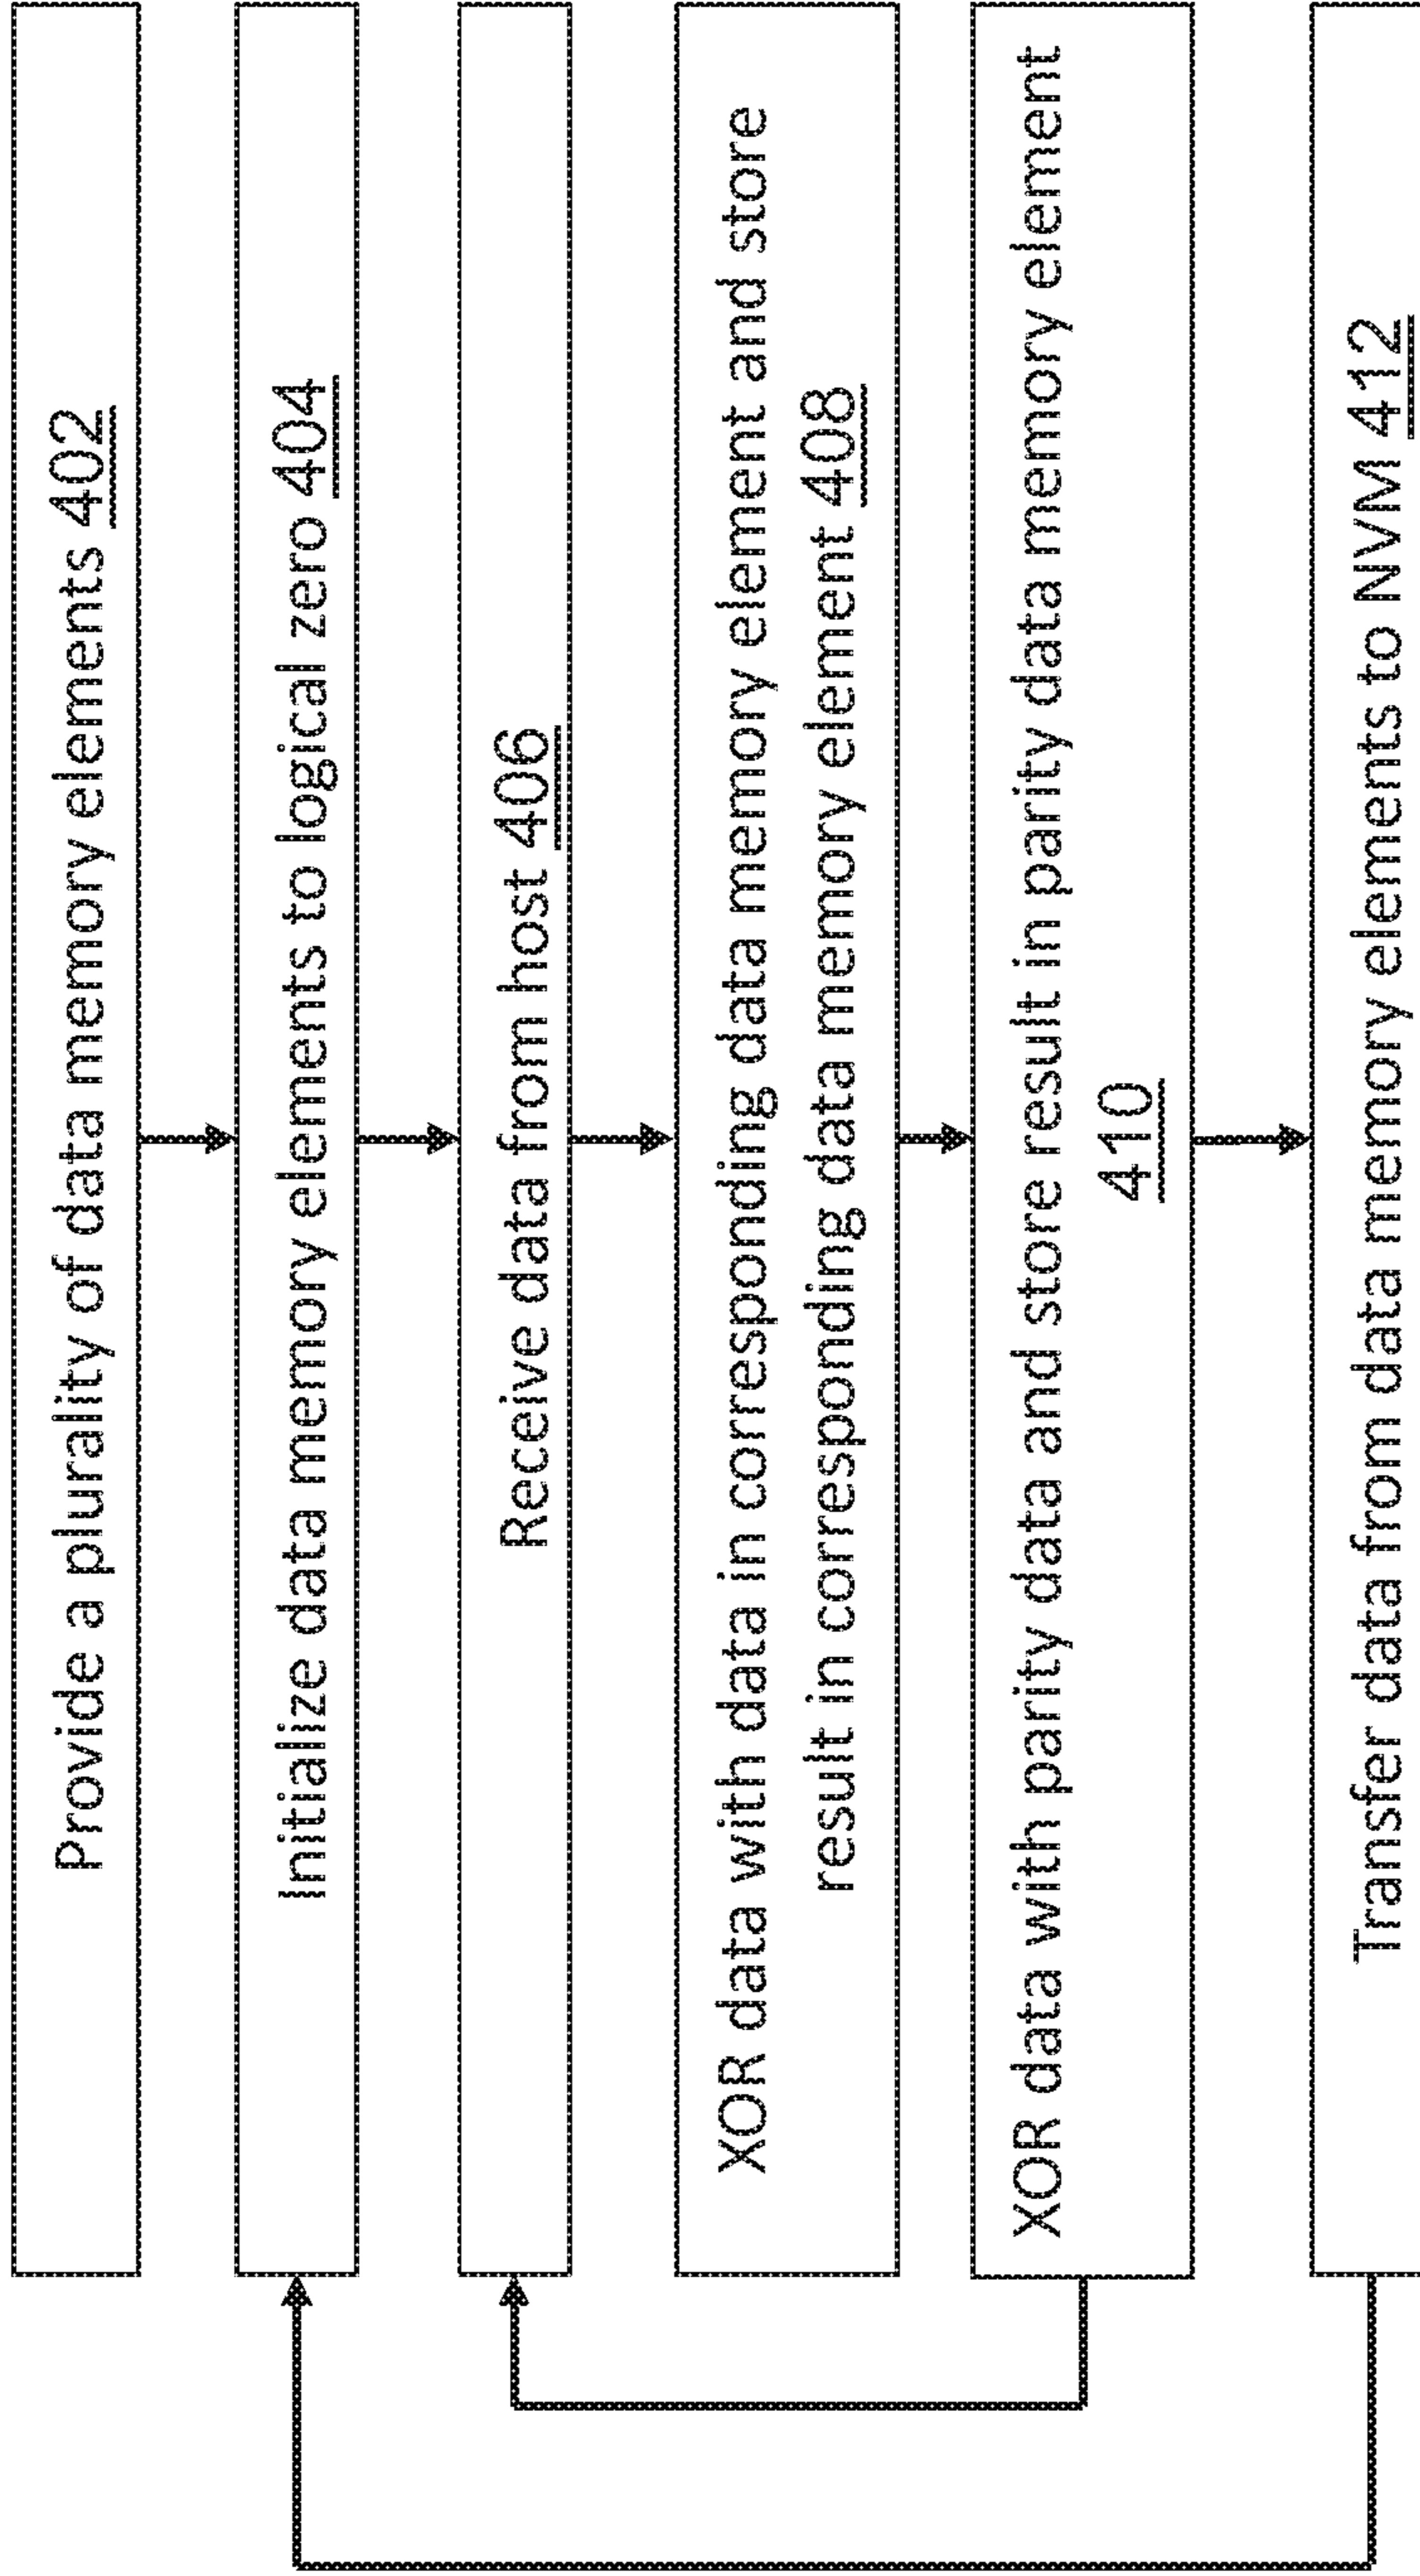 Provide a plurality of data memory elements 402
Initialize data memory elements to logical zero 404
Receive data from host 406
XOR data with data in corresponding data memory element and store
result in corresponding data memory element 408
XOR data with parity data and store result in parity data memory element
410
Transfer data from data memory elements to NVM 412